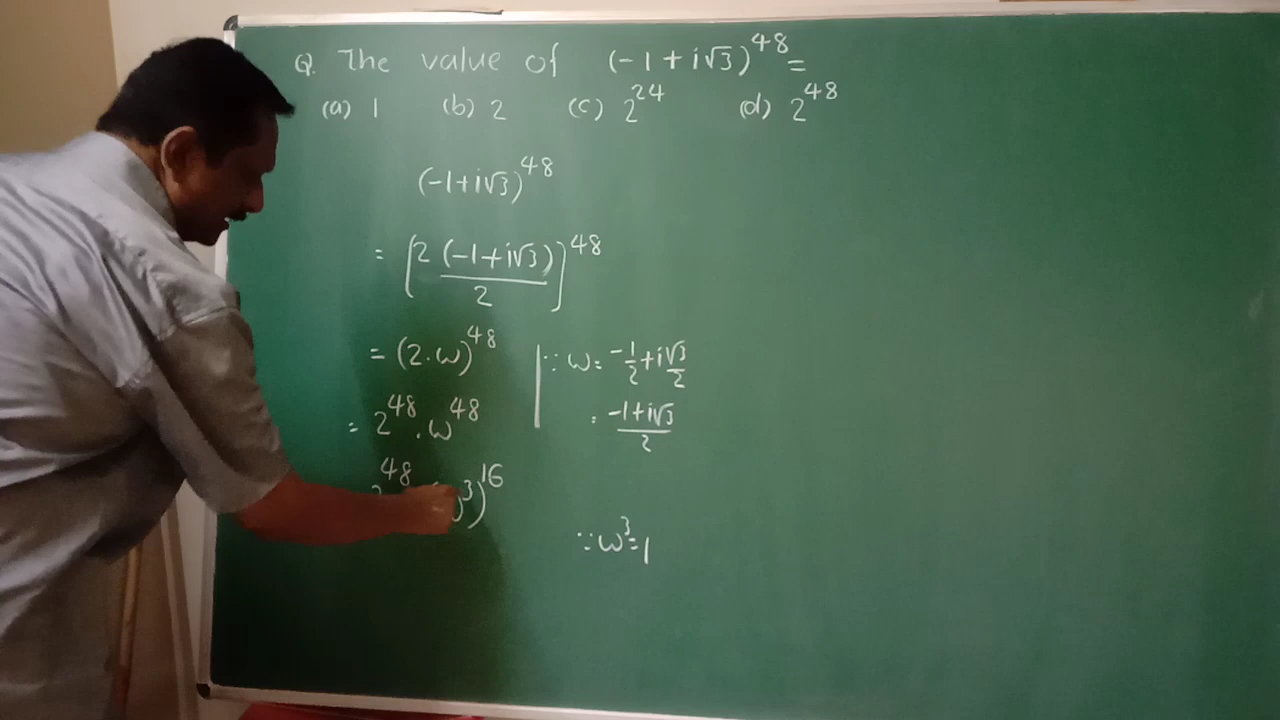 Q. The value of (-1+i√3)^48 =
(a) 1 (b) 2 (c) 2^24 (d) 2^48
(-1+i√3)^48
= [2 (-1+i√3)/2]^48
= (2·ω)^48 | ∵ ω = -1/2 + i√3/2
= 2^48 · ω^48 = -1+i√3/2
48 3)^16
∵ ω^3 = 1